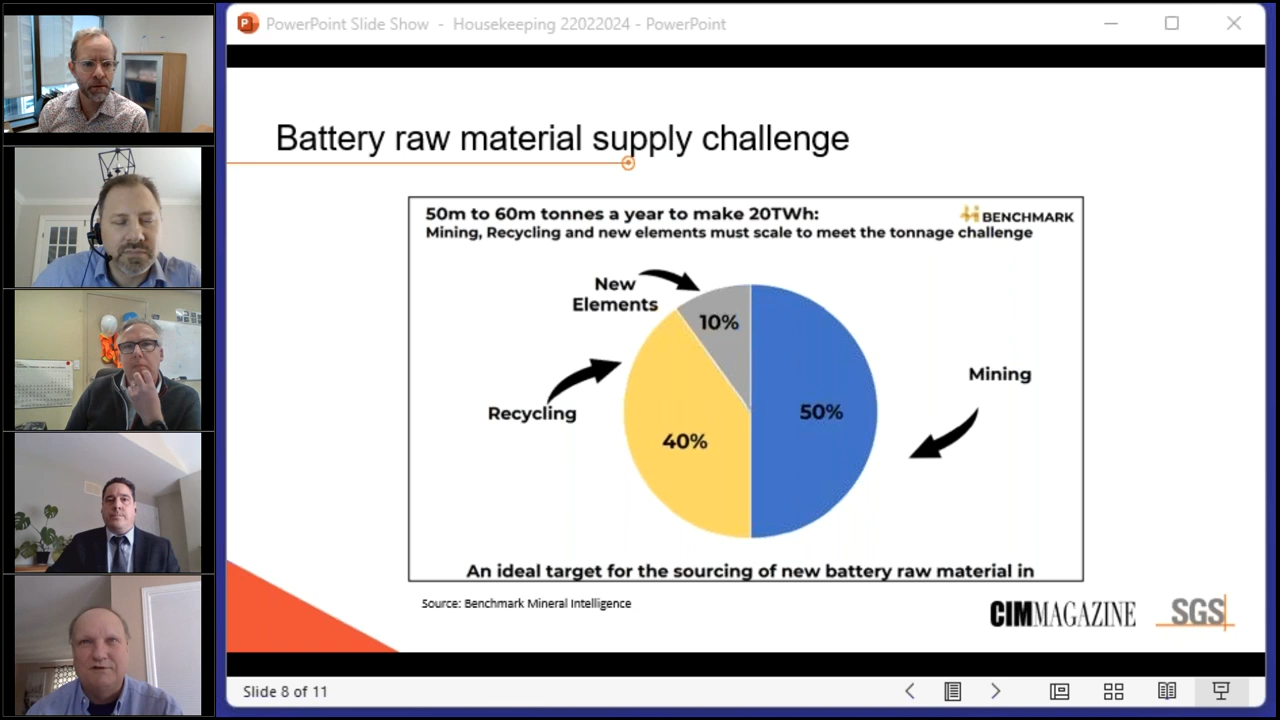 PowerPoint Slide Show - Housekeeping 22022024 - PowerPoint
Battery raw material supply challenge
50m to 60m tonnes a year to make 20TWh:
BENCHMARK
Mining, Recycling and new elements must scale to meet the tonnage challenge
New
Elements
10%
Mining
Recycling
50%
40%
An ideal target for the sourcing of new battery raw material in
Source: Benchmark Mineral Intelligence
CIMMAGAZINE
SGS
Slide 8 of 11